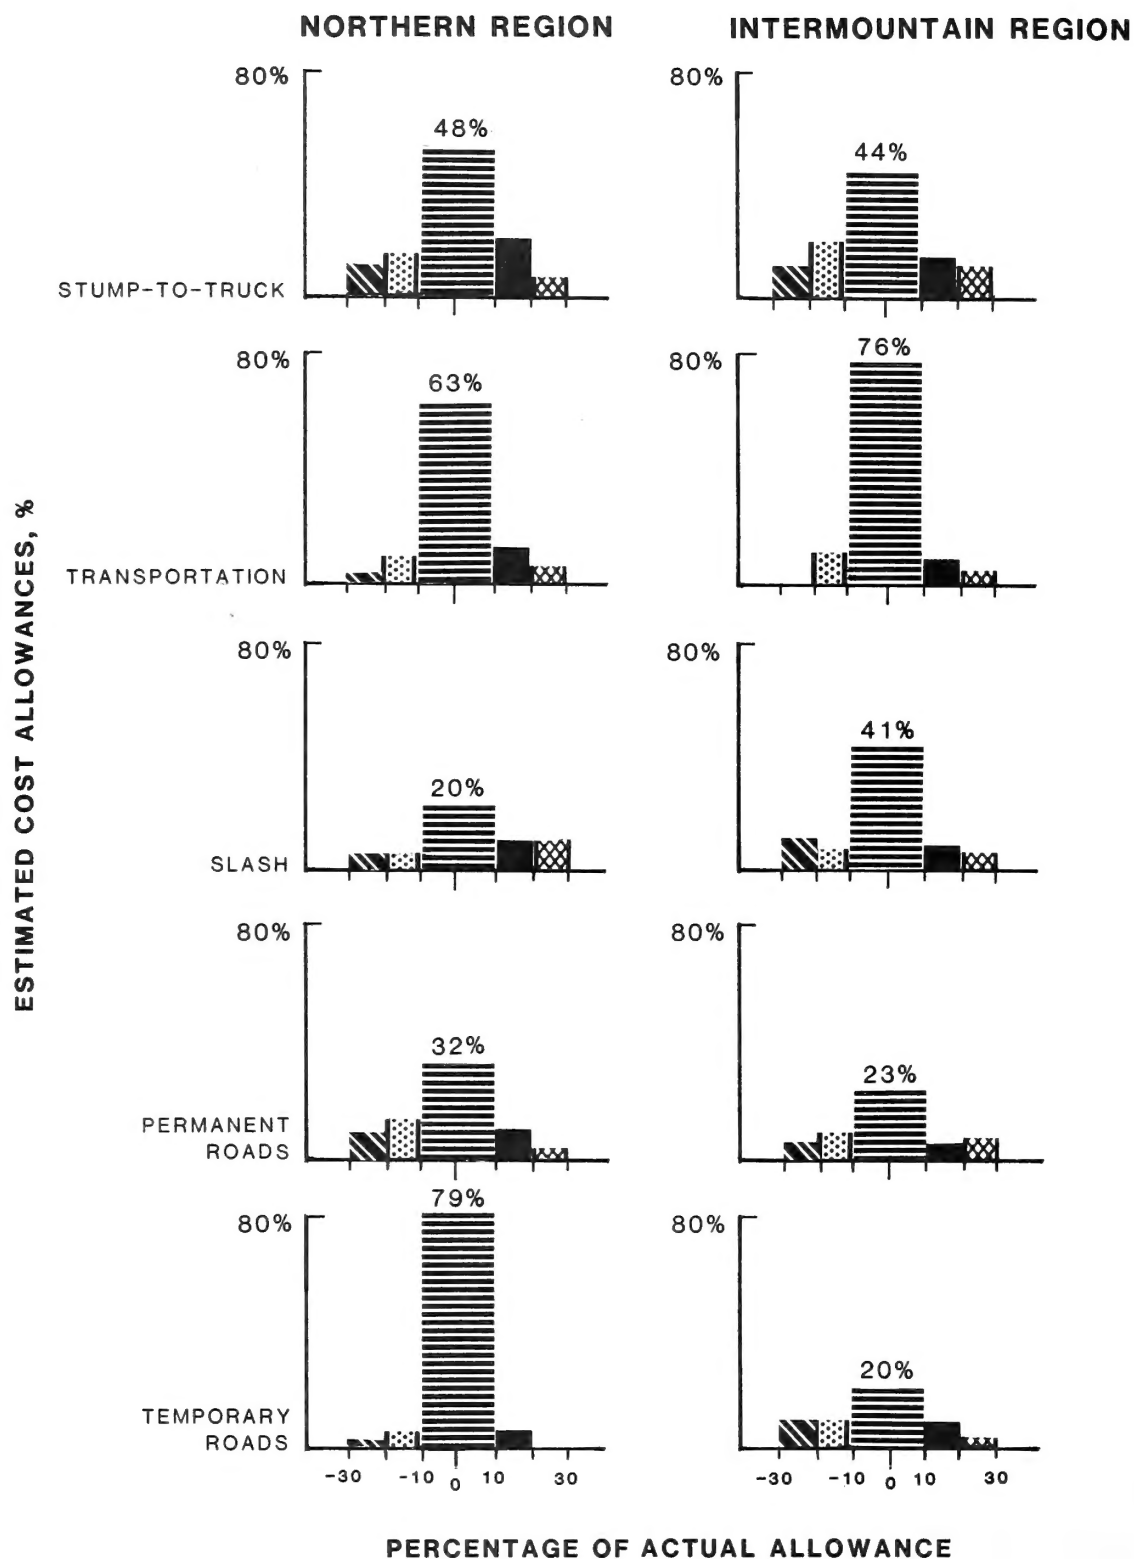 NORTHERN REGION
INTERMOUNTAIN REGION
80%
48%
STUMP-TO-TRUCK
80%
44%
80%
63%
TRANSPORTATION
80%
76%
80%
20%
SLASH
80%
41%
80%
32%
PERMANENT
ROADS
80%
23%
80%
79%
TEMPORARY
ROADS
-30 -10 0 10 30
80%
20%
-30 -10 0 10 30
ESTIMATED COST ALLOWANCES, %
PERCENTAGE OF ACTUAL ALLOWANCE